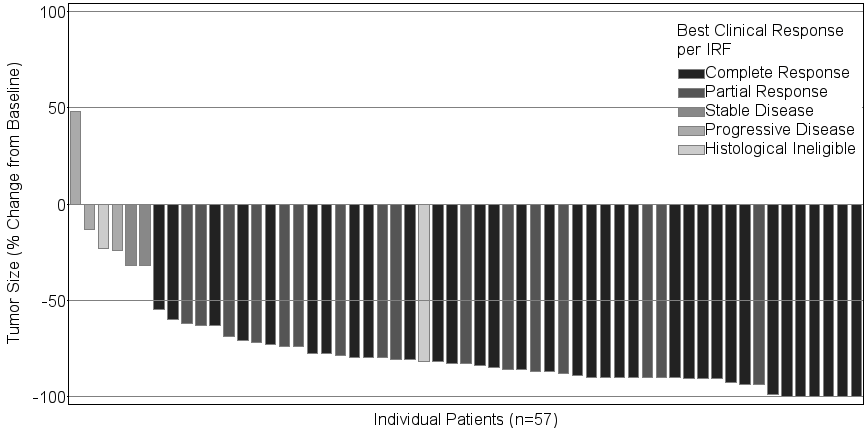 100
50
0
-50
-100
Tumor Size (% Change from Baseline)
Best Clinical Response
per IRF
Complete Response
Partial Response
Stable Disease
Progressive Disease
Histological Ineligible
Individual Patients (n=57)